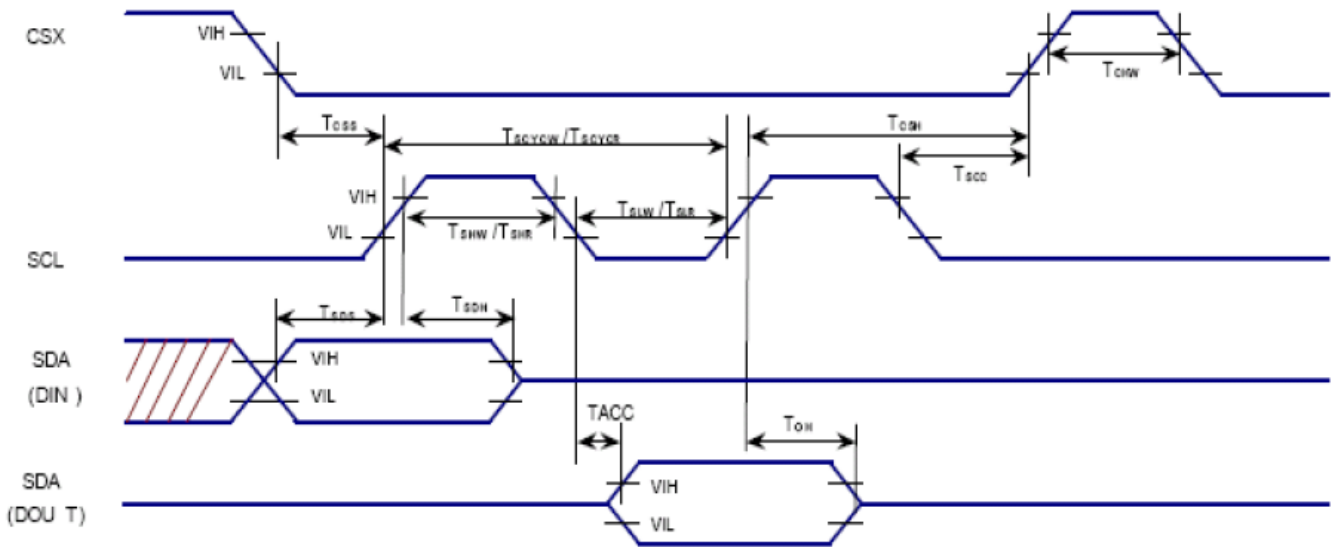 CSX
VIH
VIL
TCHW
TCSS
TSCYCW /TSCYCR
TCSH
TSCC
VIH
VIL
TSHW /TSHR
TSLW /TSLR
SCL
TSDS
TSDH
SDA
(DIN )
VIH
VIL
TACC
TOH
SDA
(DOU T)
VIH
VIL